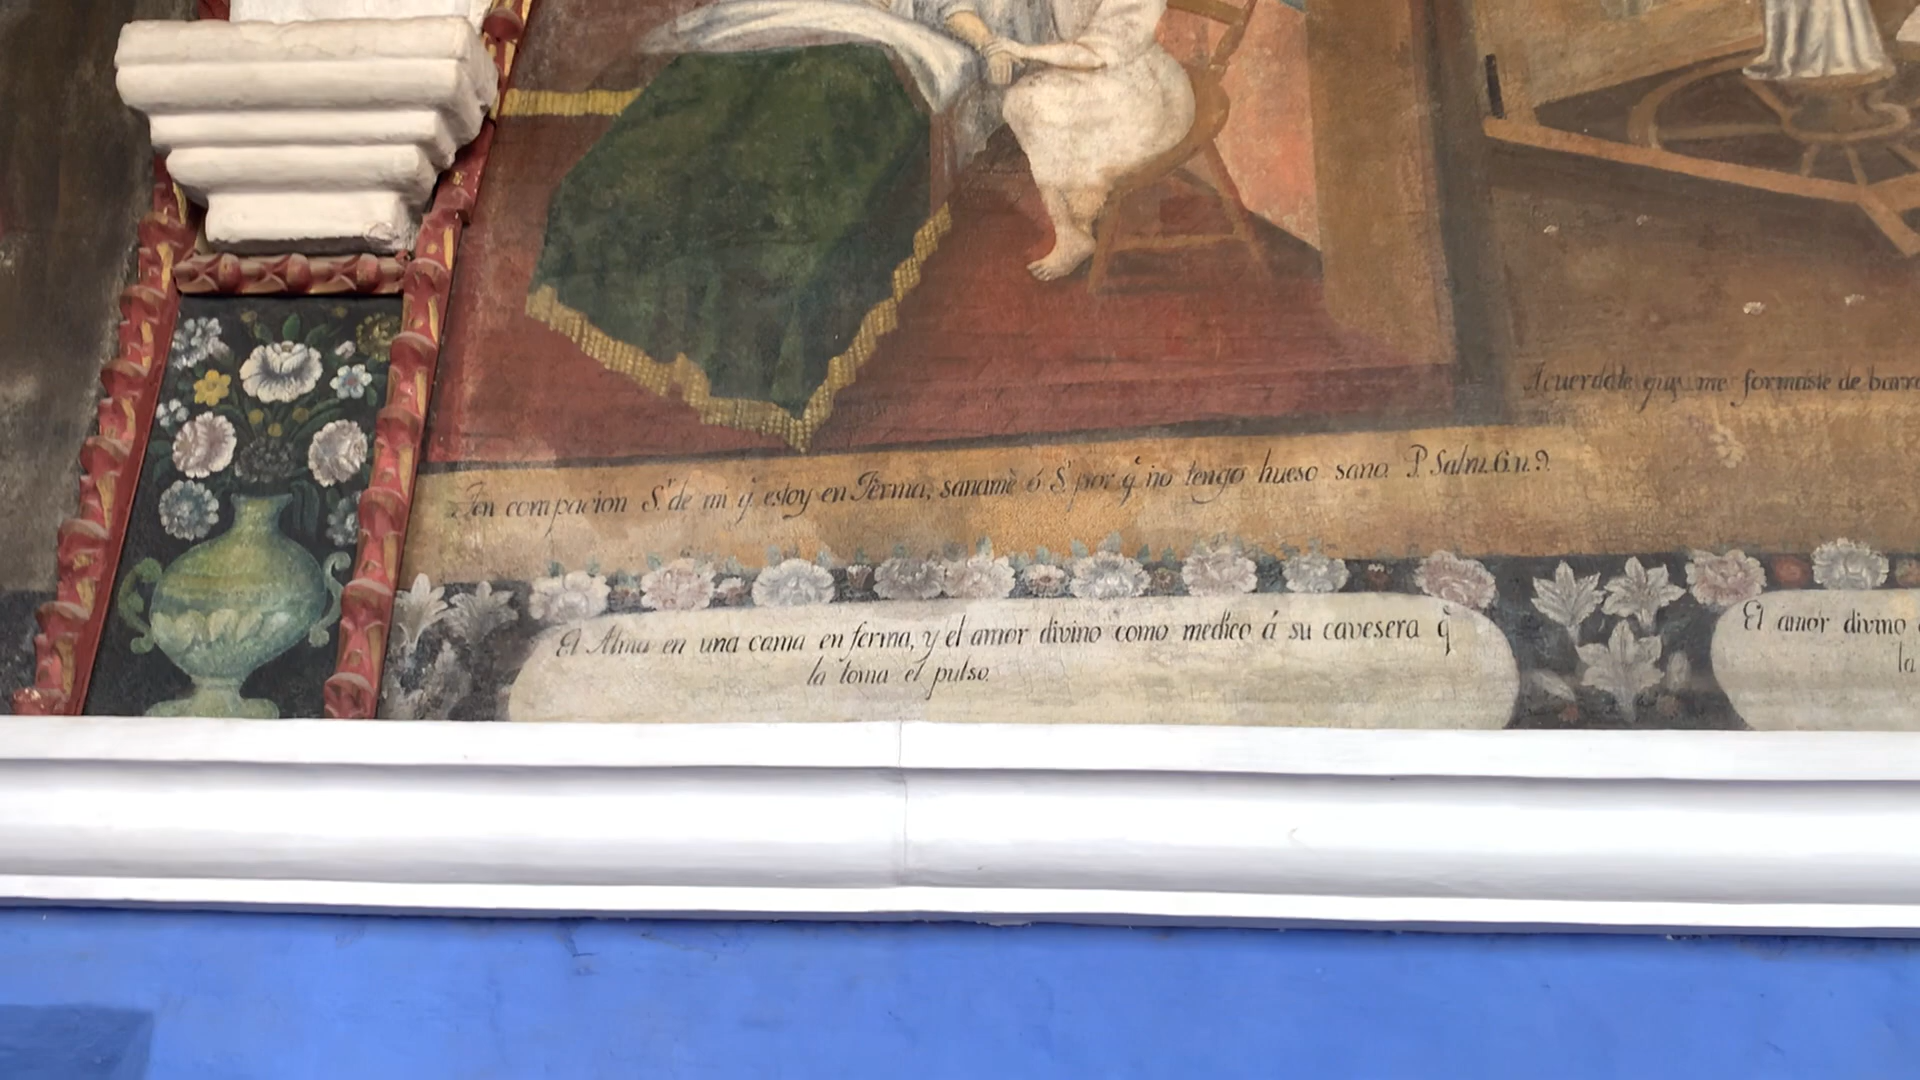 Ten compacion S.r de mi q̃ estoy en Ferma, saname ó S.r por q̃ no tengo hueso sano. P. Salm. 6. n. 9.
Acuerdate que me formaste de barro
El Alma en una cama en ferma, y el amor divino como medico á su cavesera q̃
la toma el pulso.
El amor divino
la